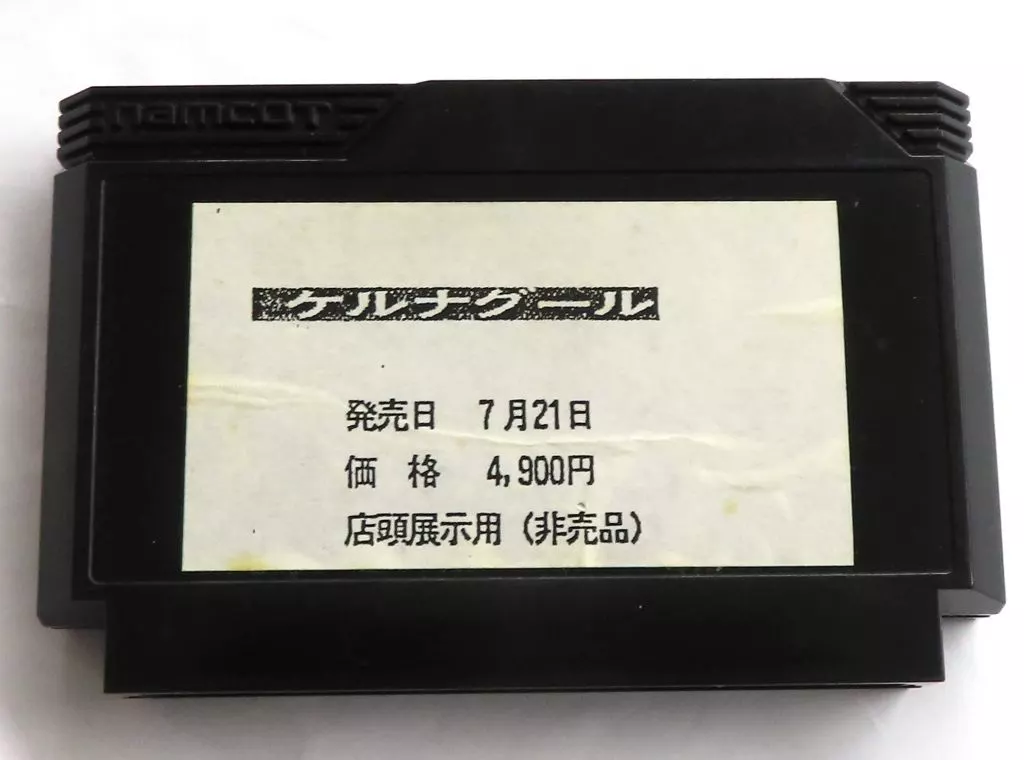 namcot
ケルナグール
発売日 7月21日
価 格 4,900円
店頭展示用 (非売品)